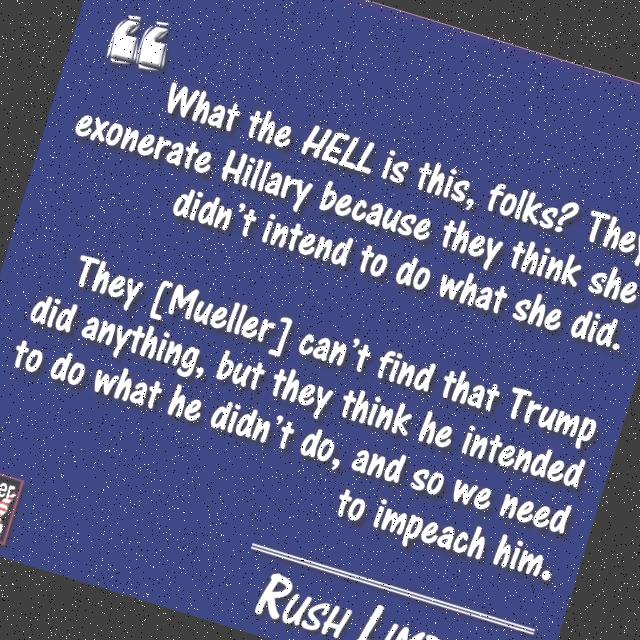 “
What the HELL is this, folks? They
exonerate Hillary because they think she
didn't intend to do what she did.
They [Mueller] can't find that Trump
did anything, but they think he intended
to do what he didn't do, and so we need
to impeach him.
er
RUSH